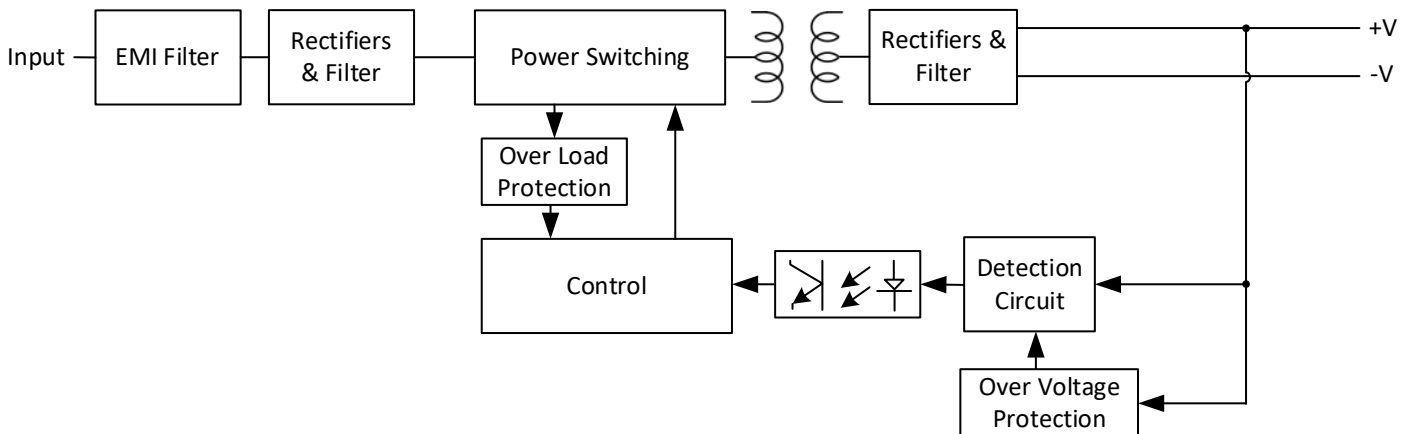 Input
EMI Filter
Rectifiers
& Filter
Power Switching
Rectifiers &
Filter
+V
-V
Over Load
Protection
Control
Detection
Circuit
Over Voltage
Protection